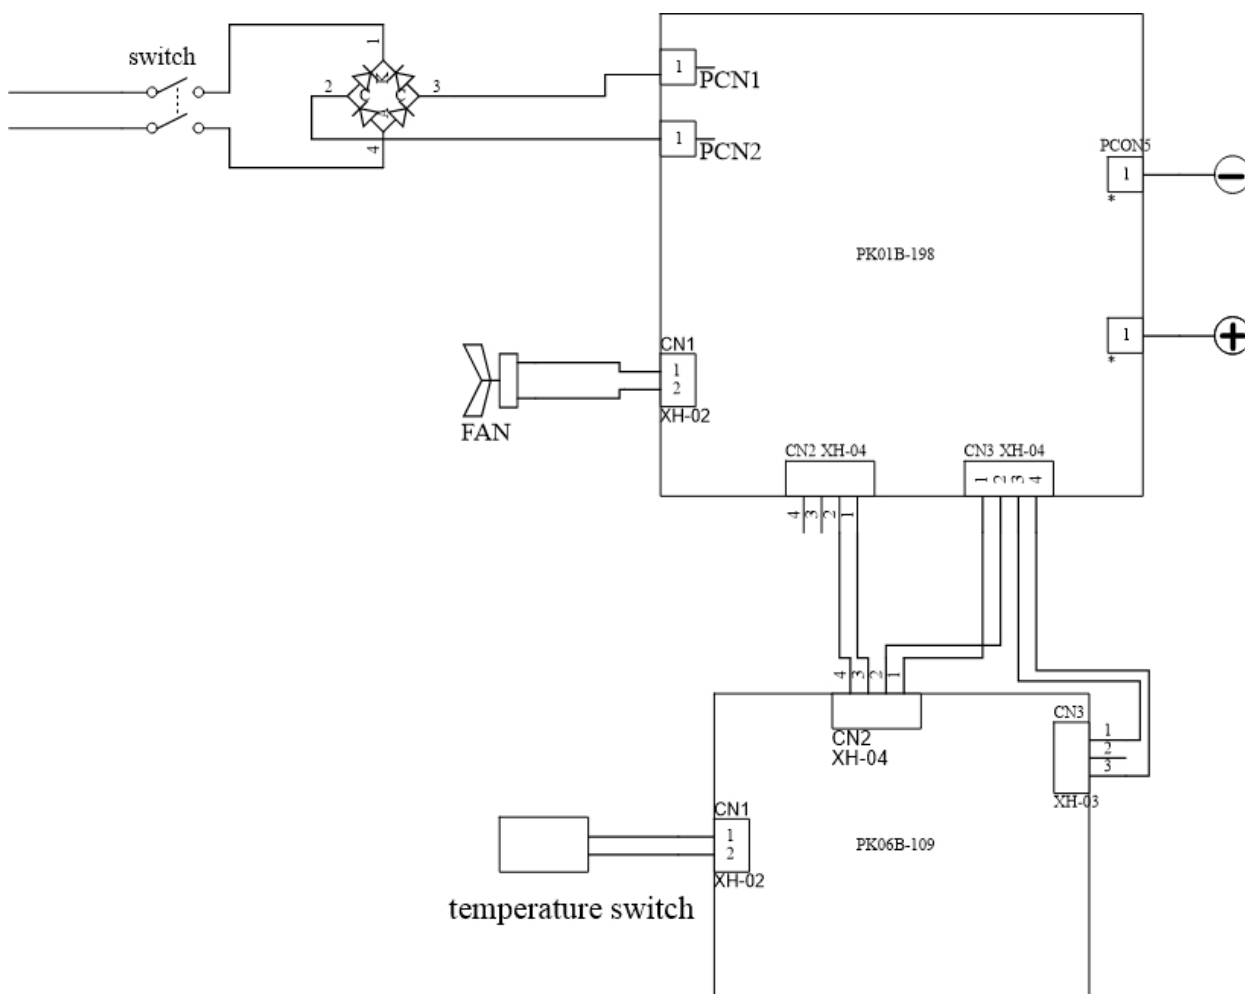 switch
1
2
3
4
1
PCN1
1
PCN2
PCON5
1
*
PK01B-198
1
*
CN1
1
2
XH-02
FAN
CN2 XH-04
4 3 2 1
CN3 XH-04
1 2 3 4
4 3 2 1
CN2
XH-04
CN3
1
2
3
XH-03
CN1
1
2
XH-02
PK06B-109
temperature switch